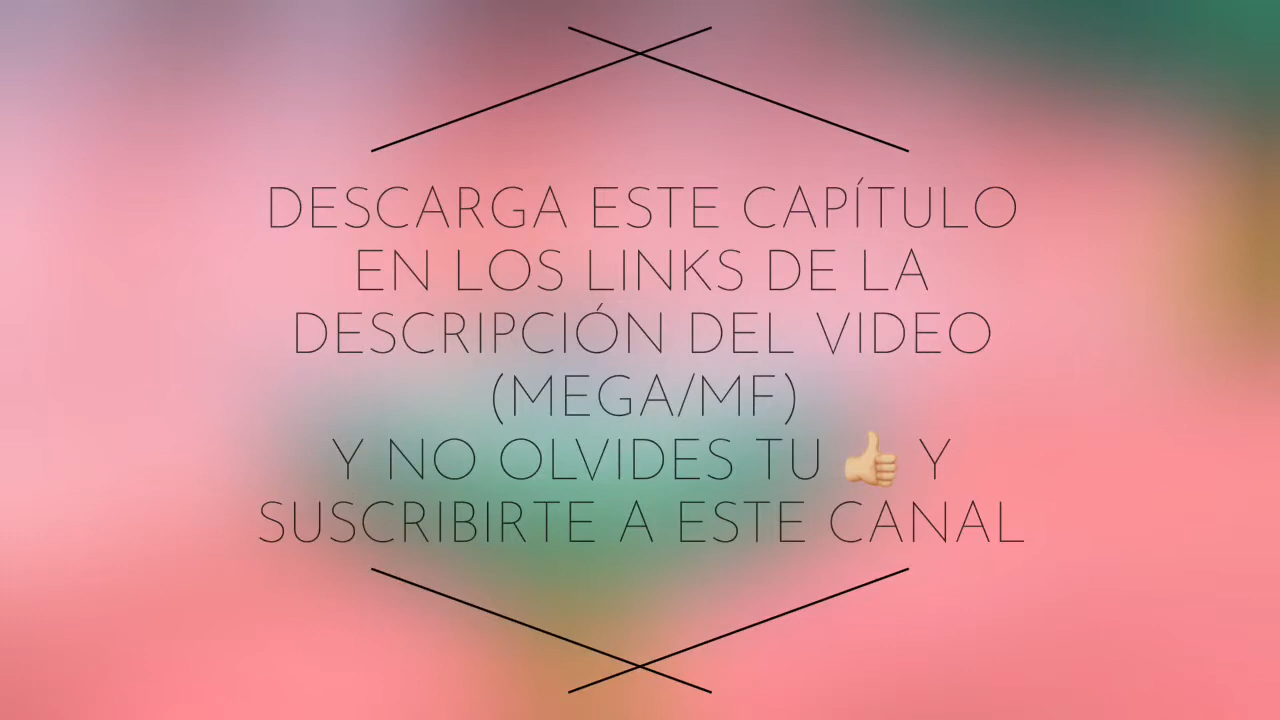 DESCARGA ESTE CAPÍTULO
EN LOS LINKS DE LA
DESCRIPCIÓN DEL VIDEO
(MEGA/MF)
Y NO OLVIDES TU 👍🏼 Y
SUSCRIBIRTE A ESTE CANAL